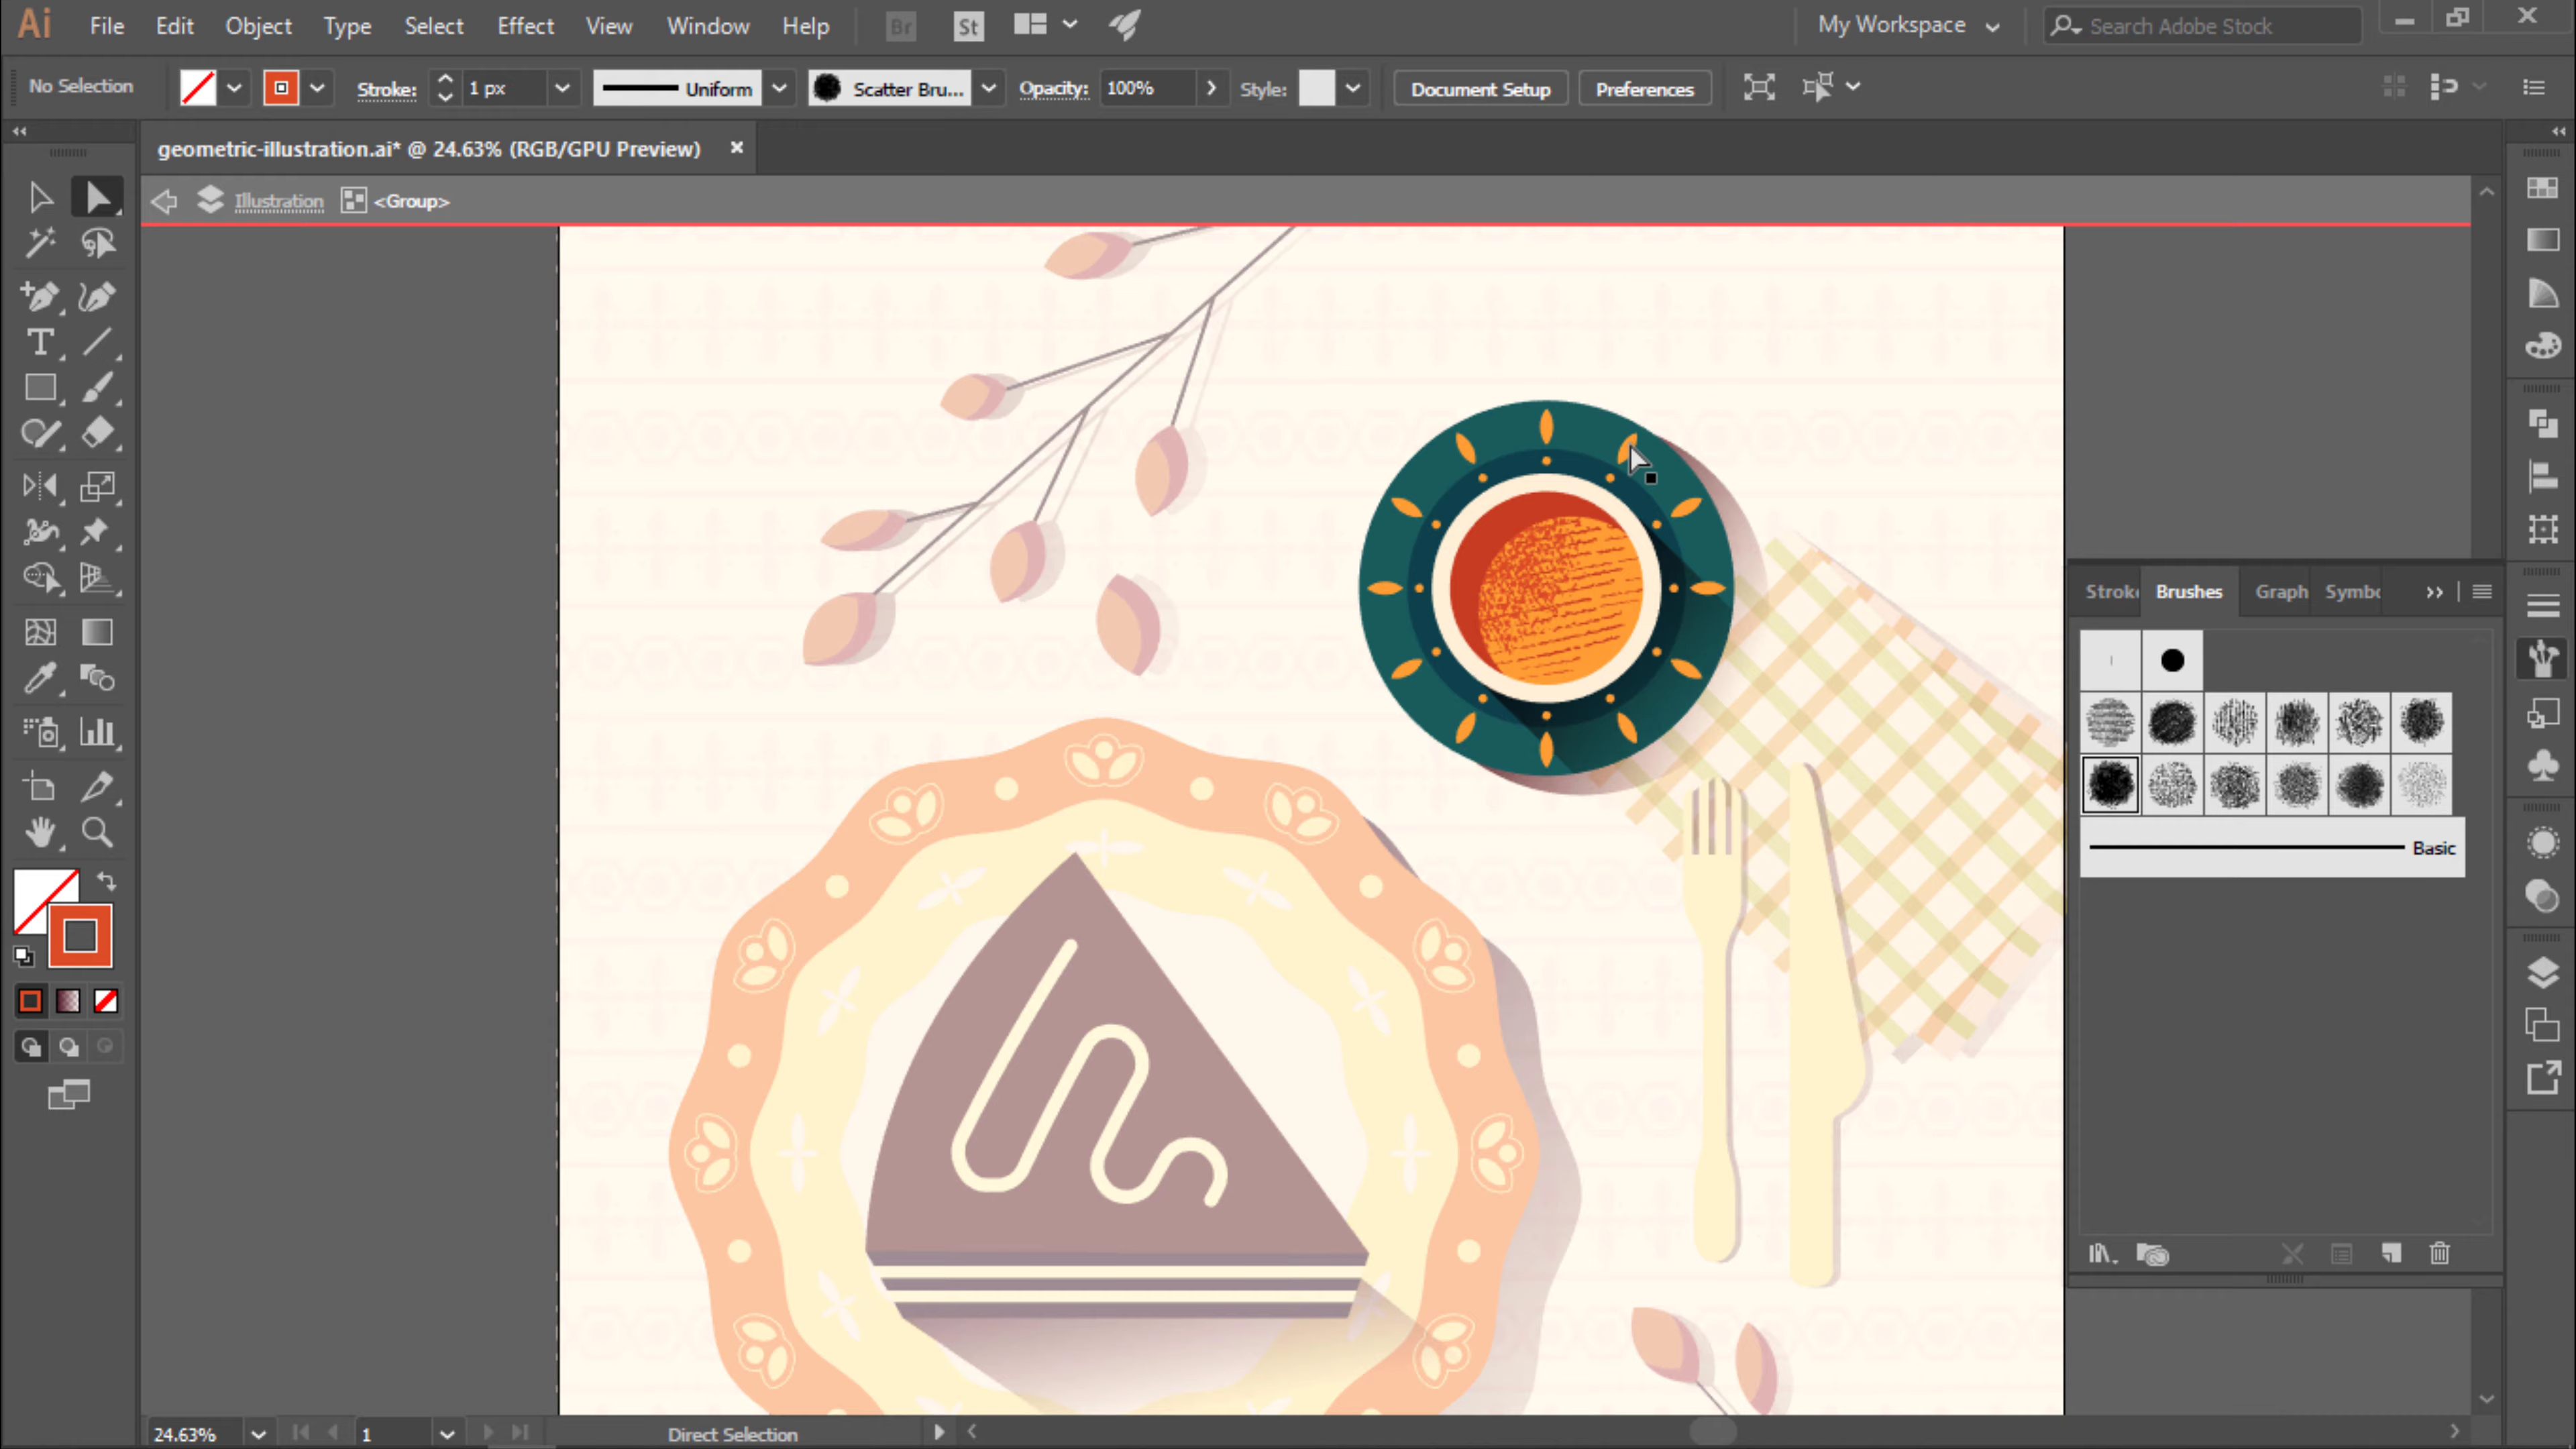 Ai File Edit Object Type Select Effect View Window Help Br St My Workspace Search Adobe Stock
No Selection Stroke: 1 px Uniform Scatter Bru... Opacity: 100% Style: Document Setup Preferences
geometric-illustration.ai* @ 24.63% (RGB/GPU Preview)
Illustration <Group>
Strok Brushes Graph Symbo
Basic
24.63% 1 Direct Selection